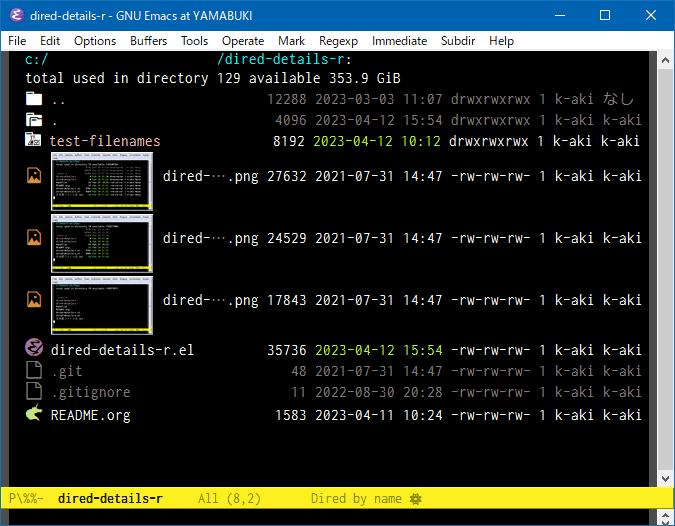 dired-details-r - GNU Emacs at YAMABUKI
File Edit Options Buffers Tools Operate Mark Regexp Immediate Subdir Help
c:/ /dired-details-r:
total used in directory 129 available 353.9 GiB
.. 12288 2023-03-03 11:07 drwxrwxrwx 1 k-aki なし
. 4096 2023-04-12 15:54 drwxrwxrwx 1 k-aki k-aki
test-filenames 8192 2023-04-12 10:12 drwxrwxrwx 1 k-aki k-aki
dired-….png 27632 2021-07-31 14:47 -rw-rw-rw- 1 k-aki k-aki
dired-….png 24529 2021-07-31 14:47 -rw-rw-rw- 1 k-aki k-aki
dired-….png 17843 2021-07-31 14:47 -rw-rw-rw- 1 k-aki k-aki
dired-details-r.el 35736 2023-04-12 15:54 -rw-rw-rw- 1 k-aki k-aki
.git 48 2021-07-31 14:47 -rw-rw-rw- 1 k-aki k-aki
.gitignore 11 2022-08-30 20:28 -rw-rw-rw- 1 k-aki k-aki
README.org 1583 2023-04-11 10:24 -rw-rw-rw- 1 k-aki k-aki
P\%%- dired-details-r All (8,2) Dired by name